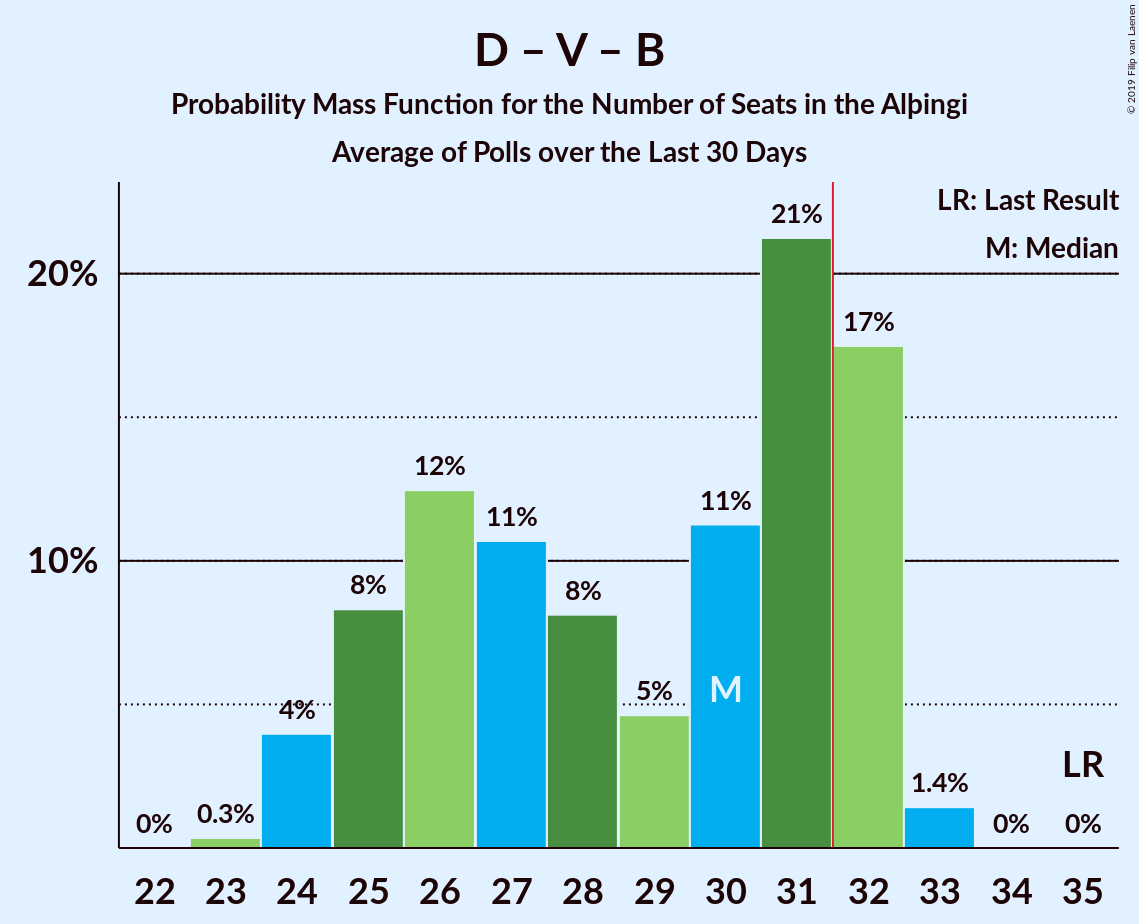 D – V – B
Probability Mass Function for the Number of Seats in the Alþingi
Average of Polls over the Last 30 Days
© 2019 Filip van Laenen
LR: Last Result
M: Median
20%
10%
0%
0.3%
4%
8%
12%
11%
8%
5%
11%
21%
17%
1.4%
0%
0%
M
LR
22 23 24 25 26 27 28 29 30 31 32 33 34 35